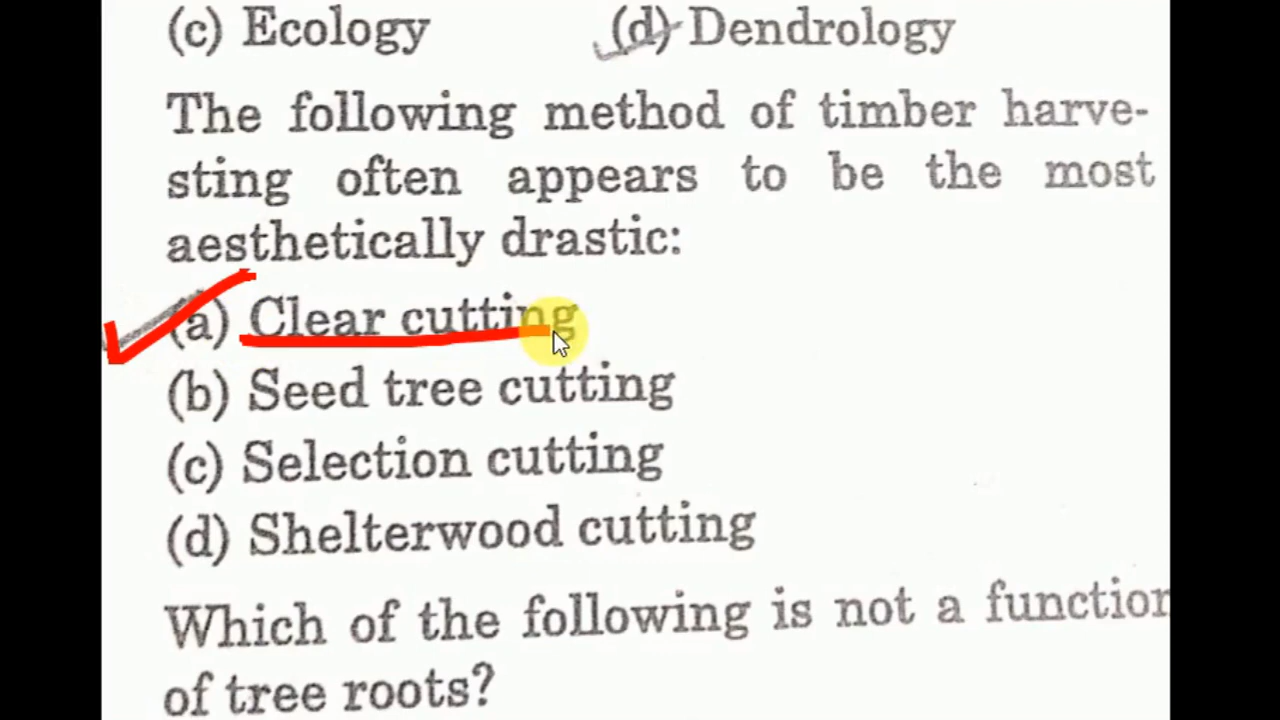 (c) Ecology (d) Dendrology
The following method of timber harve-
sting often appears to be the most
aesthetically drastic:
(a) Clear cutting
(b) Seed tree cutting
(c) Selection cutting
(d) Shelterwood cutting
Which of the following is not a function
of tree roots?